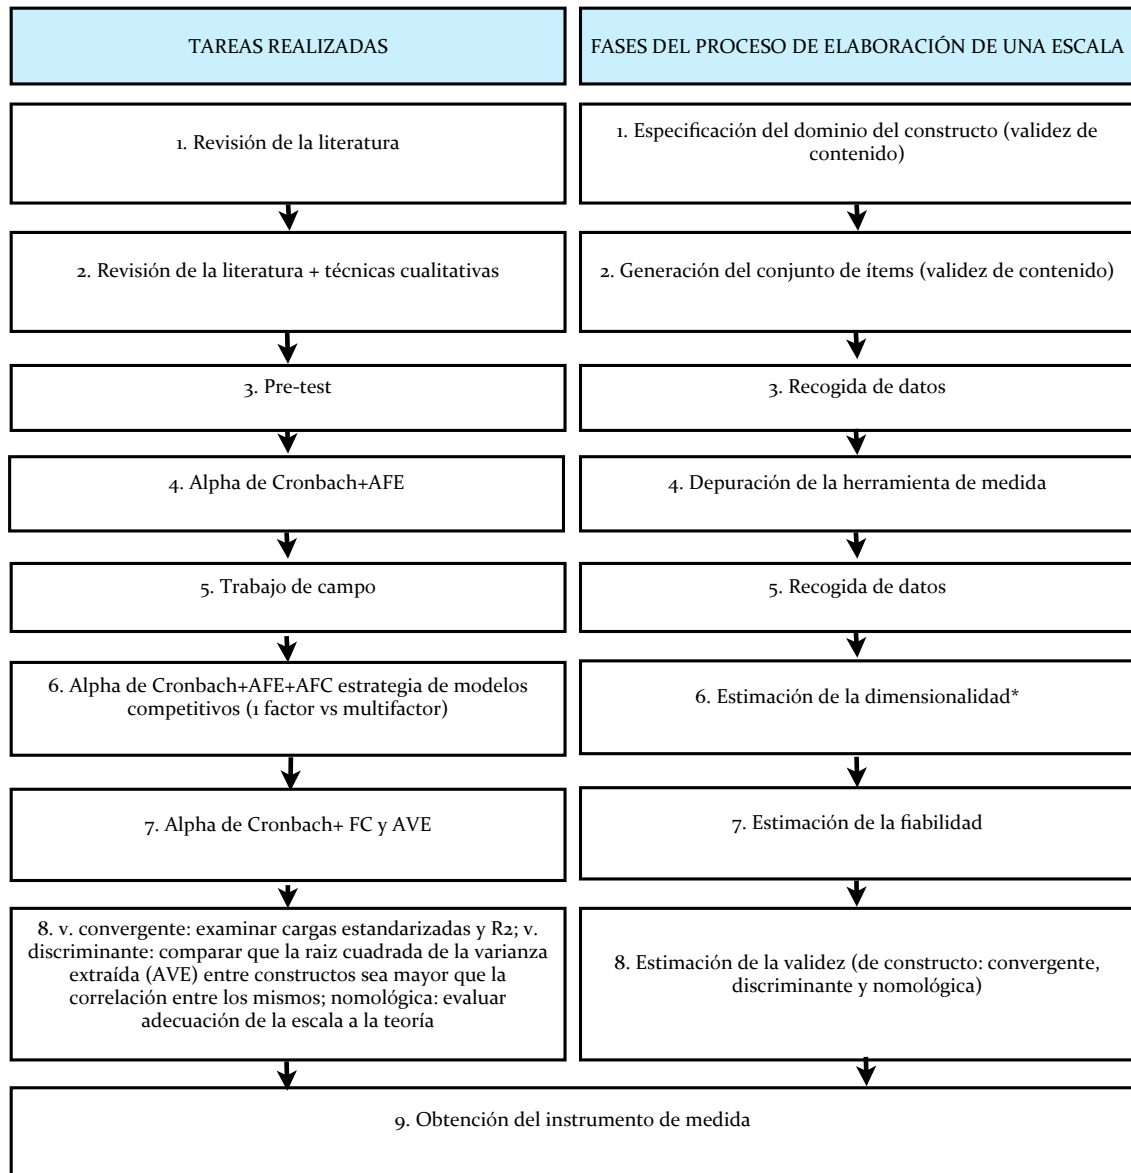 TAREAS REALIZADAS
FASES DEL PROCESO DE ELABORACIÓN DE UNA ESCALA
1. Revisión de la literatura
1. Especificación del dominio del constructo (validez de
contenido)
2. Revisión de la literatura + técnicas cualitativas
2. Generación del conjunto de ítems (validez de contenido)
3. Pre-test
3. Recogida de datos
4. Alpha de Cronbach+AFE
4. Depuración de la herramienta de medida
5. Trabajo de campo
5. Recogida de datos
6. Alpha de Cronbach+AFE+AFC estrategia de modelos
competitivos (1 factor vs multifactor)
6. Estimación de la dimensionalidad*
7. Alpha de Cronbach+ FC y AVE
7. Estimación de la fiabilidad
8. v. convergente: examinar cargas estandarizadas y R2; v.
discriminante: comparar que la raiz cuadrada de la varianza
extraída (AVE) entre constructos sea mayor que la
correlación entre los mismos; nomológica: evaluar
adecuación de la escala a la teoría
8. Estimación de la validez (de constructo: convergente,
discriminante y nomológica)
9. Obtención del instrumento de medida